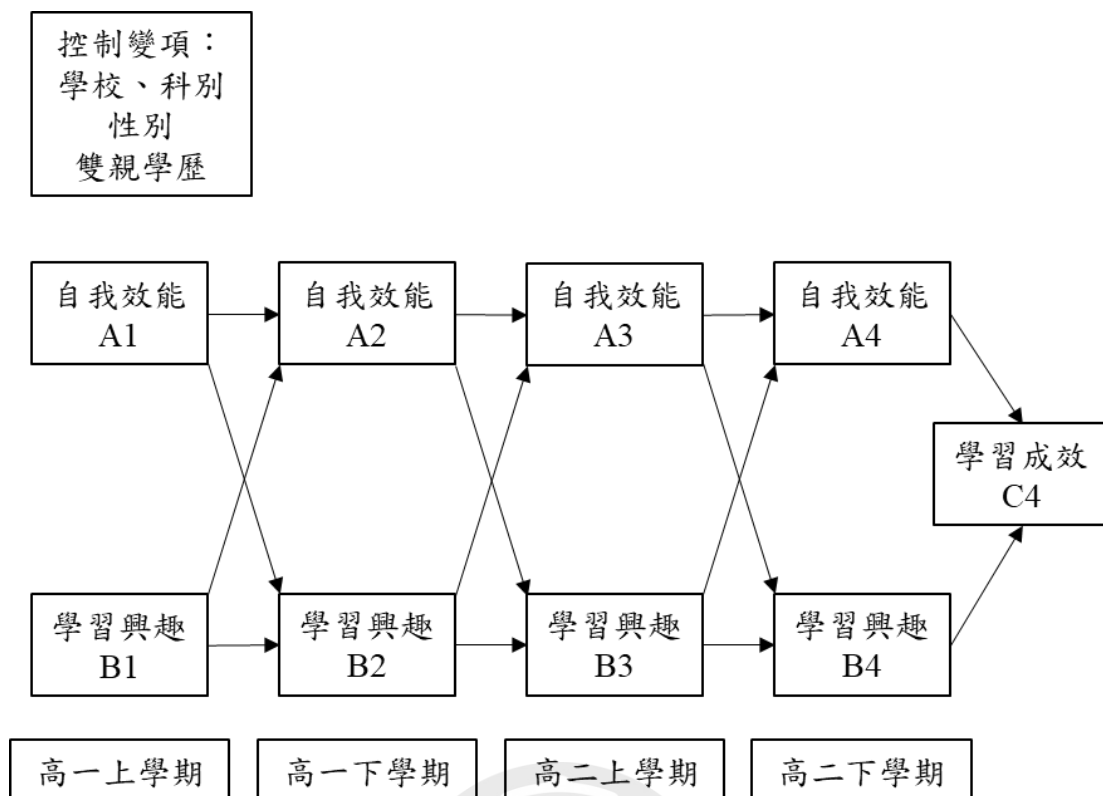 控制變項：
學校、科別
性別
雙親學歷
自我效能
A1
自我效能
A2
自我效能
A3
自我效能
A4
學習成效
C4
學習興趣
B1
學習興趣
B2
學習興趣
B3
學習興趣
B4
高一上學期
高一下學期
高二上學期
高二下學期